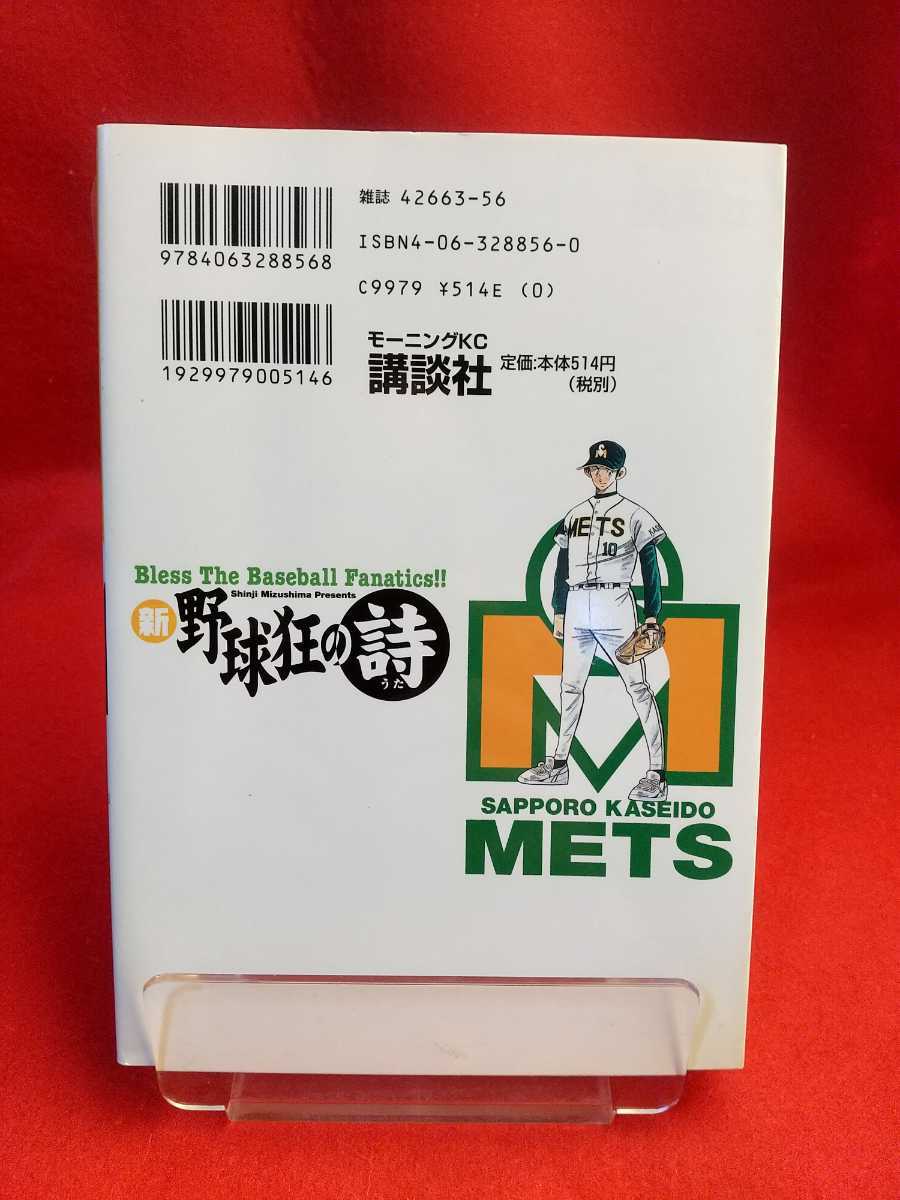 雑誌 42663-56
ISBN4-06-328856-0
C9979 ¥514E (0)
9784063288568
1929979005146
モーニングKC
講談社
定価:本体514円
(税別)
Bless The Baseball Fanatics!!
Shinji Mizushima Presents
新 野球狂の詩
うた
M
METS
10
SAPPORO KASEIDO
METS